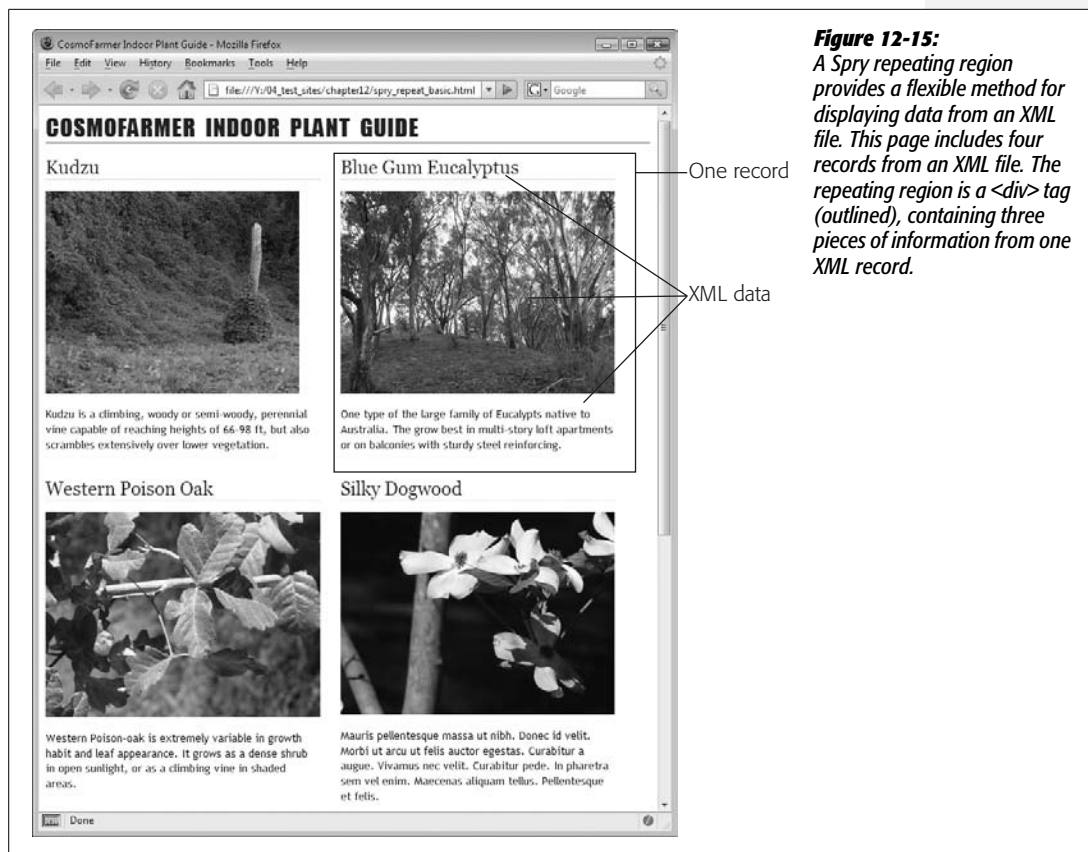 CosmoFarmer Indoor Plant Guide - Mozilla Firefox
File Edit View History Bookmarks Tools Help
file:///Y:/04_test_sites/chapter12/spry_repeat_basic.html
Google
COSMOFARMER INDOOR PLANT GUIDE
Kudzu
Kudzu is a climbing, woody or semi-woody, perennial
vine capable of reaching heights of 66-98 ft, but also
scrambles extensively over lower vegetation.
Blue Gum Eucalyptus
One type of the large family of Eucalypts native to
Australia. The grow best in multi-story loft apartments
or on balconies with sturdy steel reinforcing.
One record
XML data
Western Poison Oak
Western Poison-oak is extremely variable in growth
habit and leaf appearance. It grows as a dense shrub
in open sunlight, or as a climbing vine in shaded
areas.
Silky Dogwood
Mauris pellentesque massa ut nibh. Donec id velit.
Morbi ut arcu ut felis auctor egestas. Curabitur a
augue. Vivamus nec velit. Curabitur pede. In pharetra
sem vel enim. Maecenas aliquam tellus. Pellentesque
et felis.
Done
Figure 12-15:
A Spry repeating region
provides a flexible method for
displaying data from an XML
file. This page includes four
records from an XML file. The
repeating region is a <div> tag
(outlined), containing three
pieces of information from one
XML record.